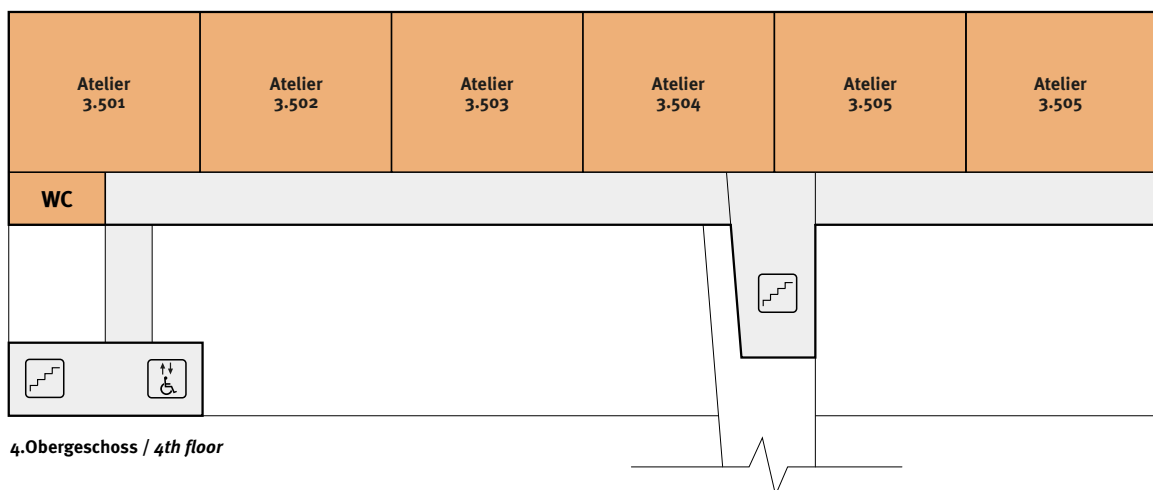 Atelier
3.501
Atelier
3.502
Atelier
3.503
Atelier
3.504
Atelier
3.505
Atelier
3.505
WC
4.Obergeschoss / 4th floor